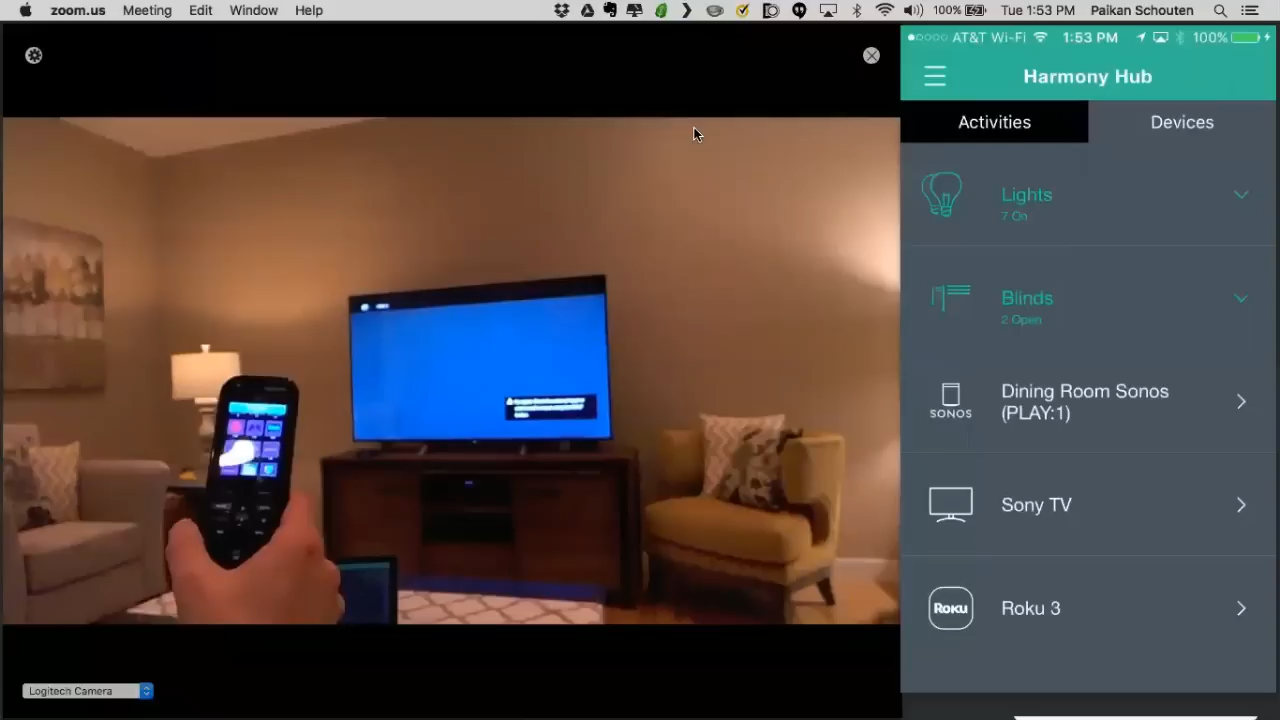 zoom.us Meeting Edit Window Help 100% Tue 1:53 PM Paikan Schouten
AT&T Wi-Fi 1:53 PM 100%
Harmony Hub
Activities Devices
Lights
7 On
Blinds
2 Open
Dining Room Sonos
(PLAY:1)
SONOS
Sony TV
Roku
Roku 3
Logitech Camera